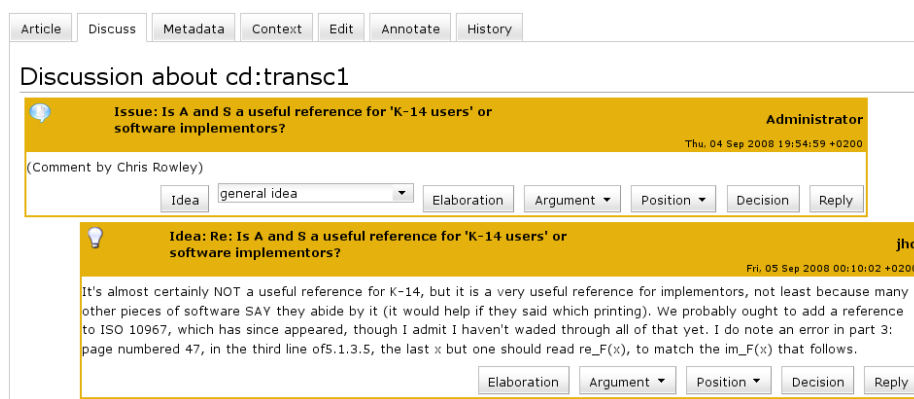 Article Discuss Metadata Context Edit Annotate History
Discussion about cd:transc1
Issue: Is A and S a useful reference for 'K-14 users' or
software implementors?
Administrator
Thu, 04 Sep 2008 19:54:59 +0200
(Comment by Chris Rowley)
Idea general idea Elaboration Argument Position Decision Reply
Idea: Re: Is A and S a useful reference for 'K-14 users' or
software implementors?
Fri, 05 Sep 2008 00:10:02 +0200
It's almost certainly NOT a useful reference for K-14, but it is a very useful reference for implementors, not least because many
other pieces of software SAY they abide by it (it would help if they said which printing). We probably ought to add a reference
to ISO 10967, which has since appeared, though I admit I haven't waded through all of that yet. I do note an error in part 3:
page numbered 47, in the third line of5.1.3.5, the last x but one should read re_F(x), to match the im_F(x) that follows.
Elaboration Argument Position Decision Reply